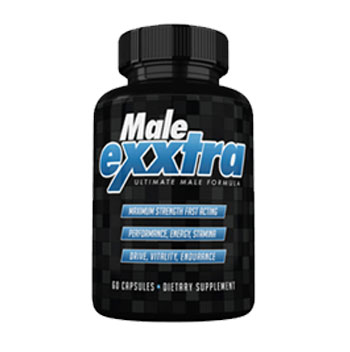 Male
exxtra
ULTIMATE MALE FORMULA
MAXIMUM STRENGTH FAST ACTING
PERFORMANCE, ENERGY, STAMINA
DRIVE, VITALITY, ENDURANCE
60 CAPSULES • DIETARY SUPPLEMENT